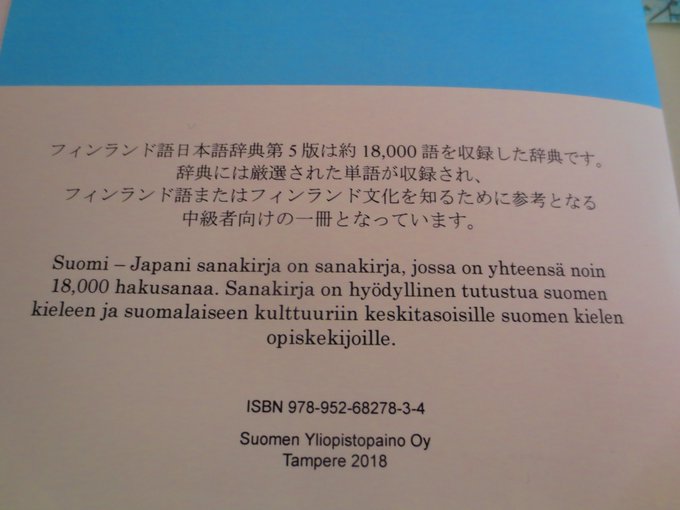 フィンランド語日本語辞典第 5 版は約 18,000 語を収録した辞典です。
辞典には厳選された単語が収録され、
フィンランド語またはフィンランド文化を知るために参考となる
中級者向けの一冊となっています。
Suomi – Japani sanakirja on sanakirja, jossa on yhteensä noin
18,000 hakusanaa. Sanakirja on hyödyllinen tutustua suomen
kieleen ja suomalaiseen kulttuuriin keskitasoisille suomen kielen
opiskekijoille.
ISBN 978-952-68278-3-4
Suomen Yliopistopaino Oy
Tampere 2018